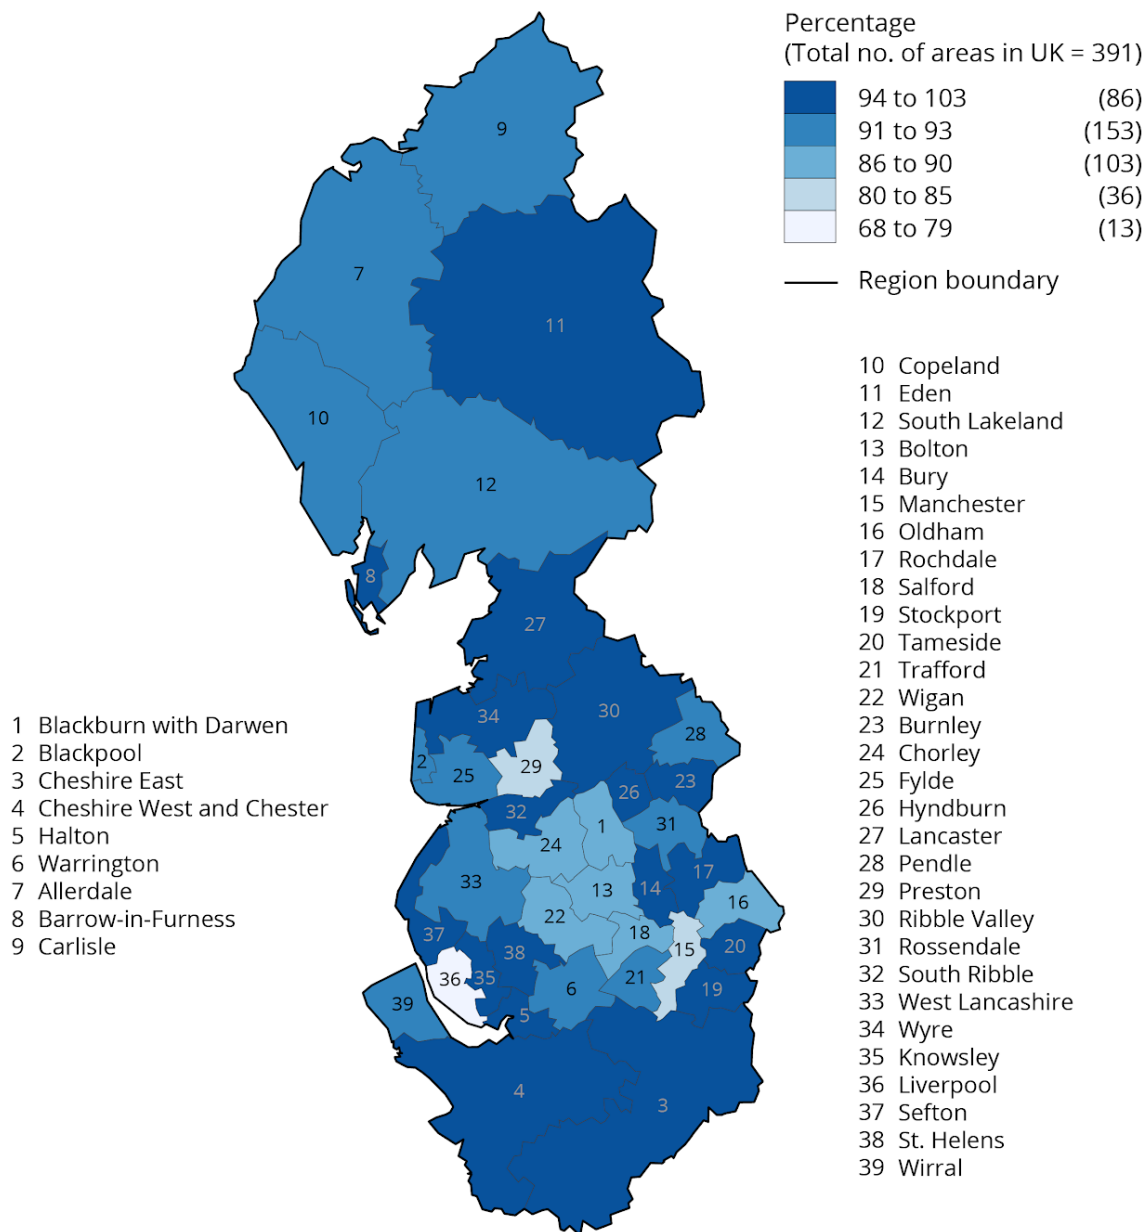 Percentage
(Total no. of areas in UK = 391)
94 to 103 (86)
91 to 93 (153)
86 to 90 (103)
80 to 85 (36)
68 to 79 (13)
Region boundary
9
7
11
10
12
8
27
34
30
28
2
25
29
26
23
32
1
31
24
33
14
17
13
16
22
18
37
38
15
20
36
35
21
6
19
39
5
4
3
1 Blackburn with Darwen
2 Blackpool
3 Cheshire East
4 Cheshire West and Chester
5 Halton
6 Warrington
7 Allerdale
8 Barrow-in-Furness
9 Carlisle
10 Copeland
11 Eden
12 South Lakeland
13 Bolton
14 Bury
15 Manchester
16 Oldham
17 Rochdale
18 Salford
19 Stockport
20 Tameside
21 Trafford
22 Wigan
23 Burnley
24 Chorley
25 Fylde
26 Hyndburn
27 Lancaster
28 Pendle
29 Preston
30 Ribble Valley
31 Rossendale
32 South Ribble
33 West Lancashire
34 Wyre
35 Knowsley
36 Liverpool
37 Sefton
38 St. Helens
39 Wirral